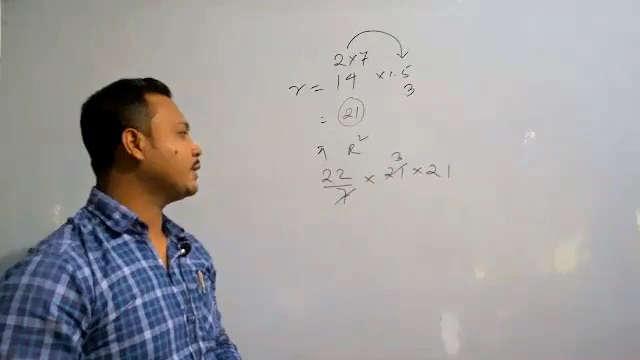 2×7
r = 14 ×1.5
3
= 21
π R²
3
22/7 × 21 × 21